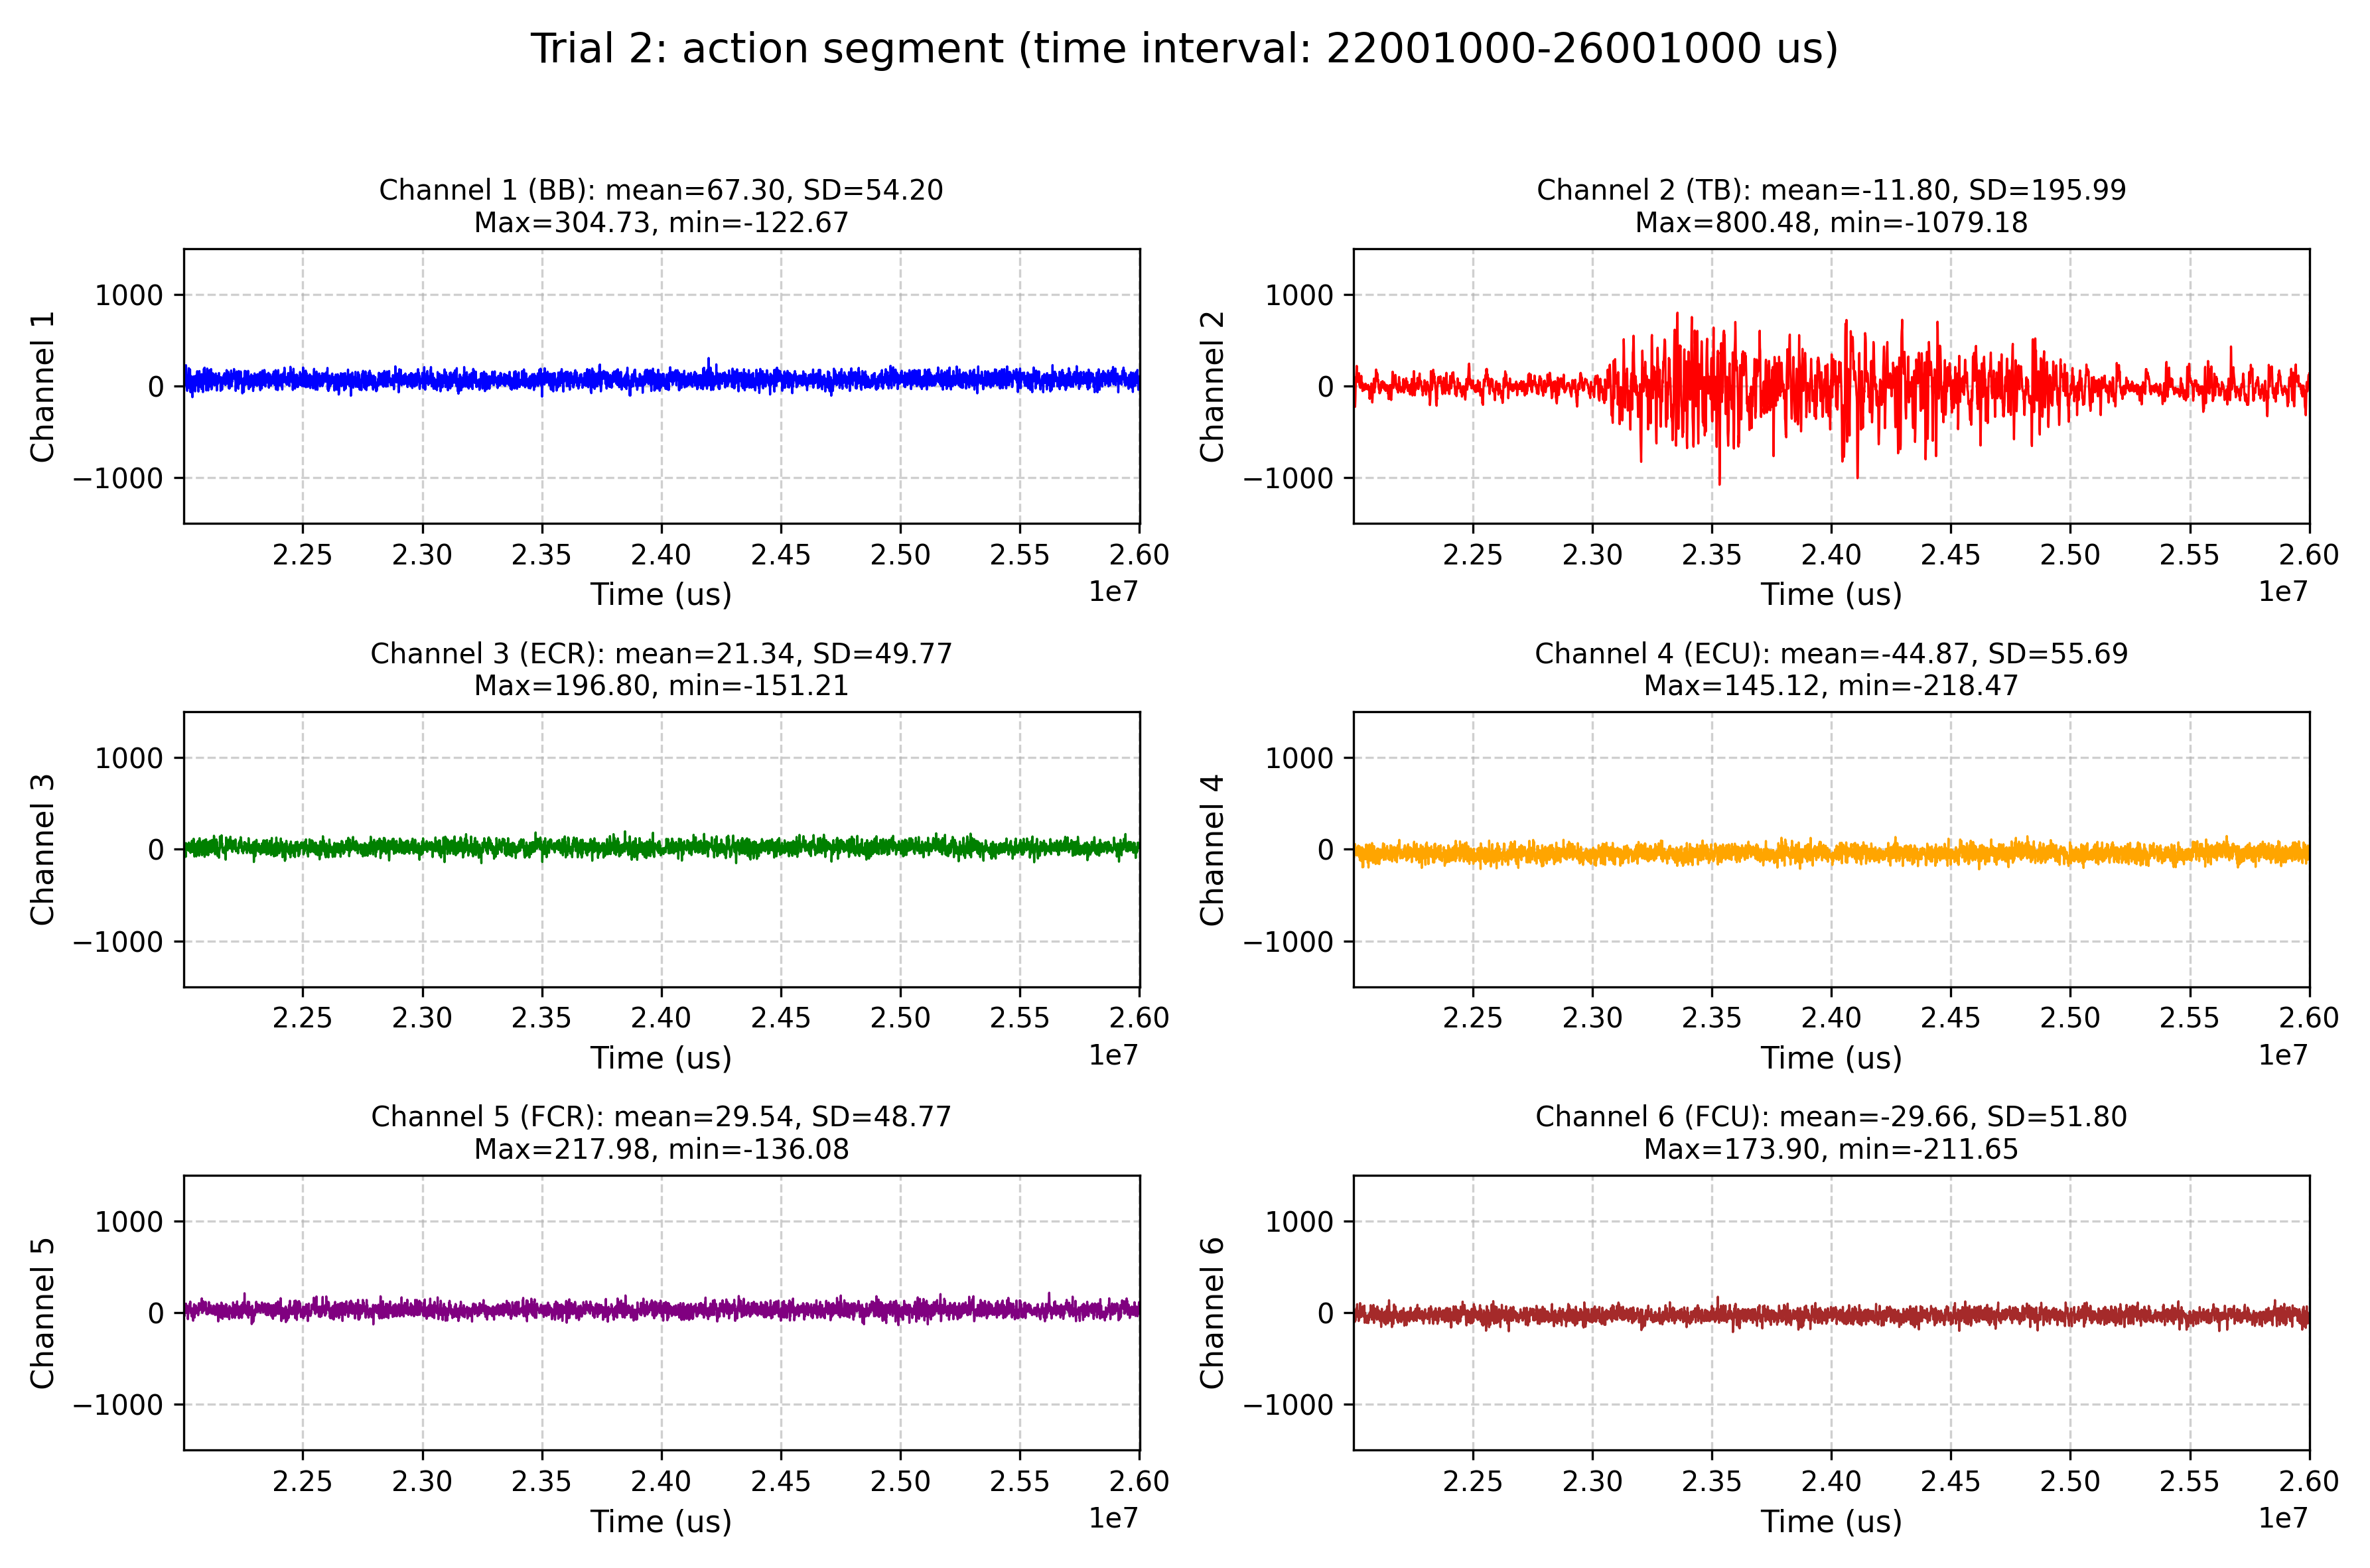 Trial 2: action segment (time interval: 22001000-26001000 us)
Channel 1 (BB): mean=67.30, SD=54.20
Max=304.73, min=-122.67
Channel 1
1000
0
−1000
2.25 2.30 2.35 2.40 2.45 2.50 2.55 2.60
Time (us)
1e7
Channel 2 (TB): mean=-11.80, SD=195.99
Max=800.48, min=-1079.18
Channel 2
1000
0
−1000
2.25 2.30 2.35 2.40 2.45 2.50 2.55 2.60
Time (us)
1e7
Channel 3 (ECR): mean=21.34, SD=49.77
Max=196.80, min=-151.21
Channel 3
1000
0
−1000
2.25 2.30 2.35 2.40 2.45 2.50 2.55 2.60
Time (us)
1e7
Channel 4 (ECU): mean=-44.87, SD=55.69
Max=145.12, min=-218.47
Channel 4
1000
0
−1000
2.25 2.30 2.35 2.40 2.45 2.50 2.55 2.60
Time (us)
1e7
Channel 5 (FCR): mean=29.54, SD=48.77
Max=217.98, min=-136.08
Channel 5
1000
0
−1000
2.25 2.30 2.35 2.40 2.45 2.50 2.55 2.60
Time (us)
1e7
Channel 6 (FCU): mean=-29.66, SD=51.80
Max=173.90, min=-211.65
Channel 6
1000
0
−1000
2.25 2.30 2.35 2.40 2.45 2.50 2.55 2.60
Time (us)
1e7